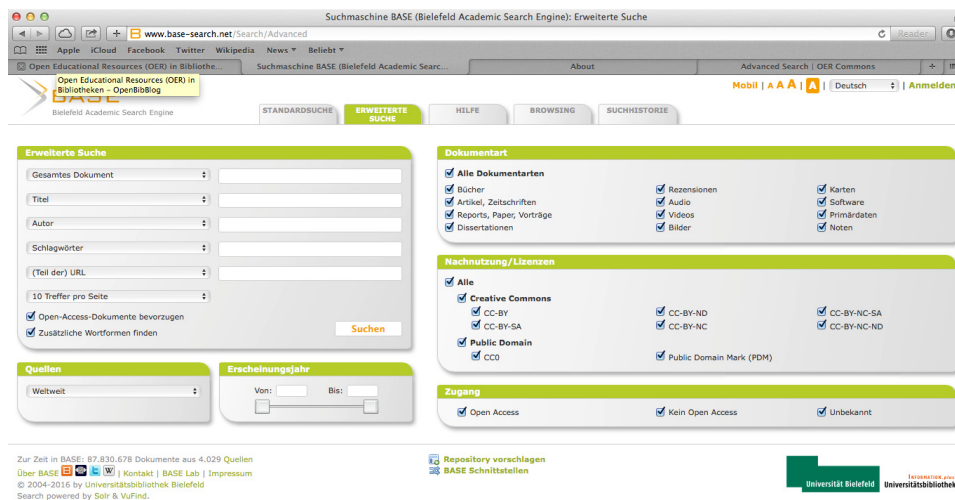 Suchmaschine BASE (Bielefeld Academic Search Engine): Erweiterte Suche
www.base-search.net/Search/Advanced
Reader
Apple iCloud Facebook Twitter Wikipedia News Beliebt
Open Educational Resources (OER) in Bibliothe... Suchmaschine BASE (Bielefeld Academic Searc... About Advanced Search | OER Commons
Open Educational Resources (OER) in
Bibliotheken – OpenBibBlog
Mobil | A A A | A | Deutsch | Anmelden
BASE
Bielefeld Academic Search Engine
STANDARDSUCHE ERWEITERTE SUCHE HILFE BROWSING SUCHHISTORIE
Erweiterte Suche
Gesamtes Dokument
Titel
Autor
Schlagwörter
(Teil der) URL
10 Treffer pro Seite
Open-Access-Dokumente bevorzugen
Zusätzliche Wortformen finden
Suchen
Quellen
Weltweit
Erscheinungsjahr
Von: Bis:
Dokumentart
Alle Dokumentarten
Bücher Rezensionen Karten
Artikel, Zeitschriften Audio Software
Reports, Paper, Vorträge Videos Primärdaten
Dissertationen Bilder Noten
Nachnutzung/Lizenzen
Alle
Creative Commons
CC-BY CC-BY-ND CC-BY-NC-SA
CC-BY-SA CC-BY-NC CC-BY-NC-ND
Public Domain
CC0 Public Domain Mark (PDM)
Zugang
Open Access Kein Open Access Unbekannt
Zur Zeit in BASE: 87.830.678 Dokumente aus 4.029 Quellen
Über BASE | Kontakt | BASE Lab | Impressum
© 2004-2016 by Universitätsbibliothek Bielefeld
Search powered by Solr & VuFind.
Repository vorschlagen
BASE Schnittstellen
Universität Bielefeld
Information.plus
Universitätsbibliothek